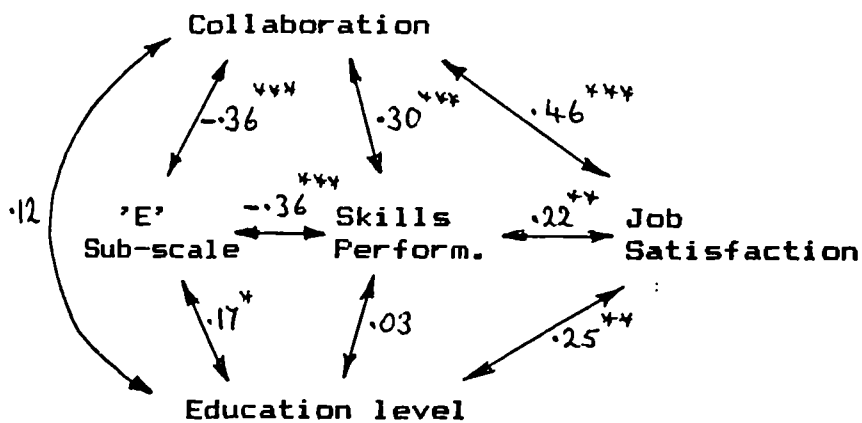 Collaboration
-.36***
.30***
.46***
.12
'E'
Sub-scale
-.36***
Skills
Perform.
.22**
Job
Satisfaction
.17*
.03
.25**
Education level